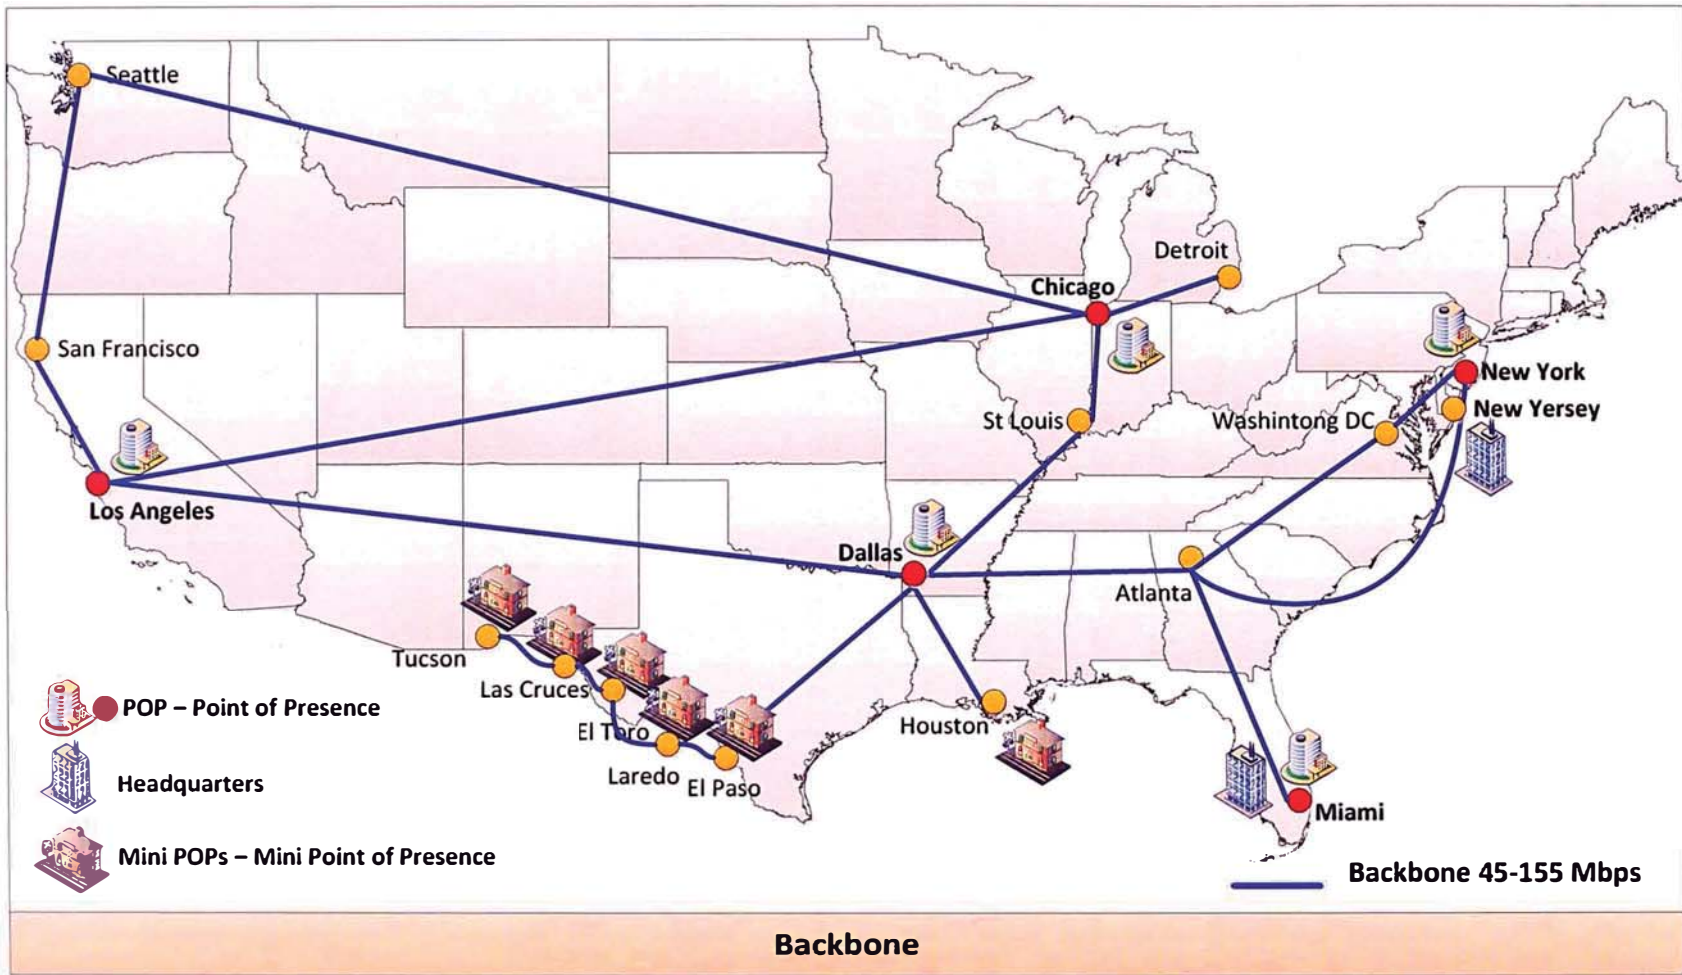 Seattle
Detroit
Chicago
San Francisco
New York
New Yersey
St Louis
Washintong DC
Los Angeles
Dallas
Atlanta
Tucson
Las Cruces
El Toro
Houston
Laredo
El Paso
Miami
POP – Point of Presence
Headquarters
Mini POPs – Mini Point of Presence
Backbone 45-155 Mbps
Backbone